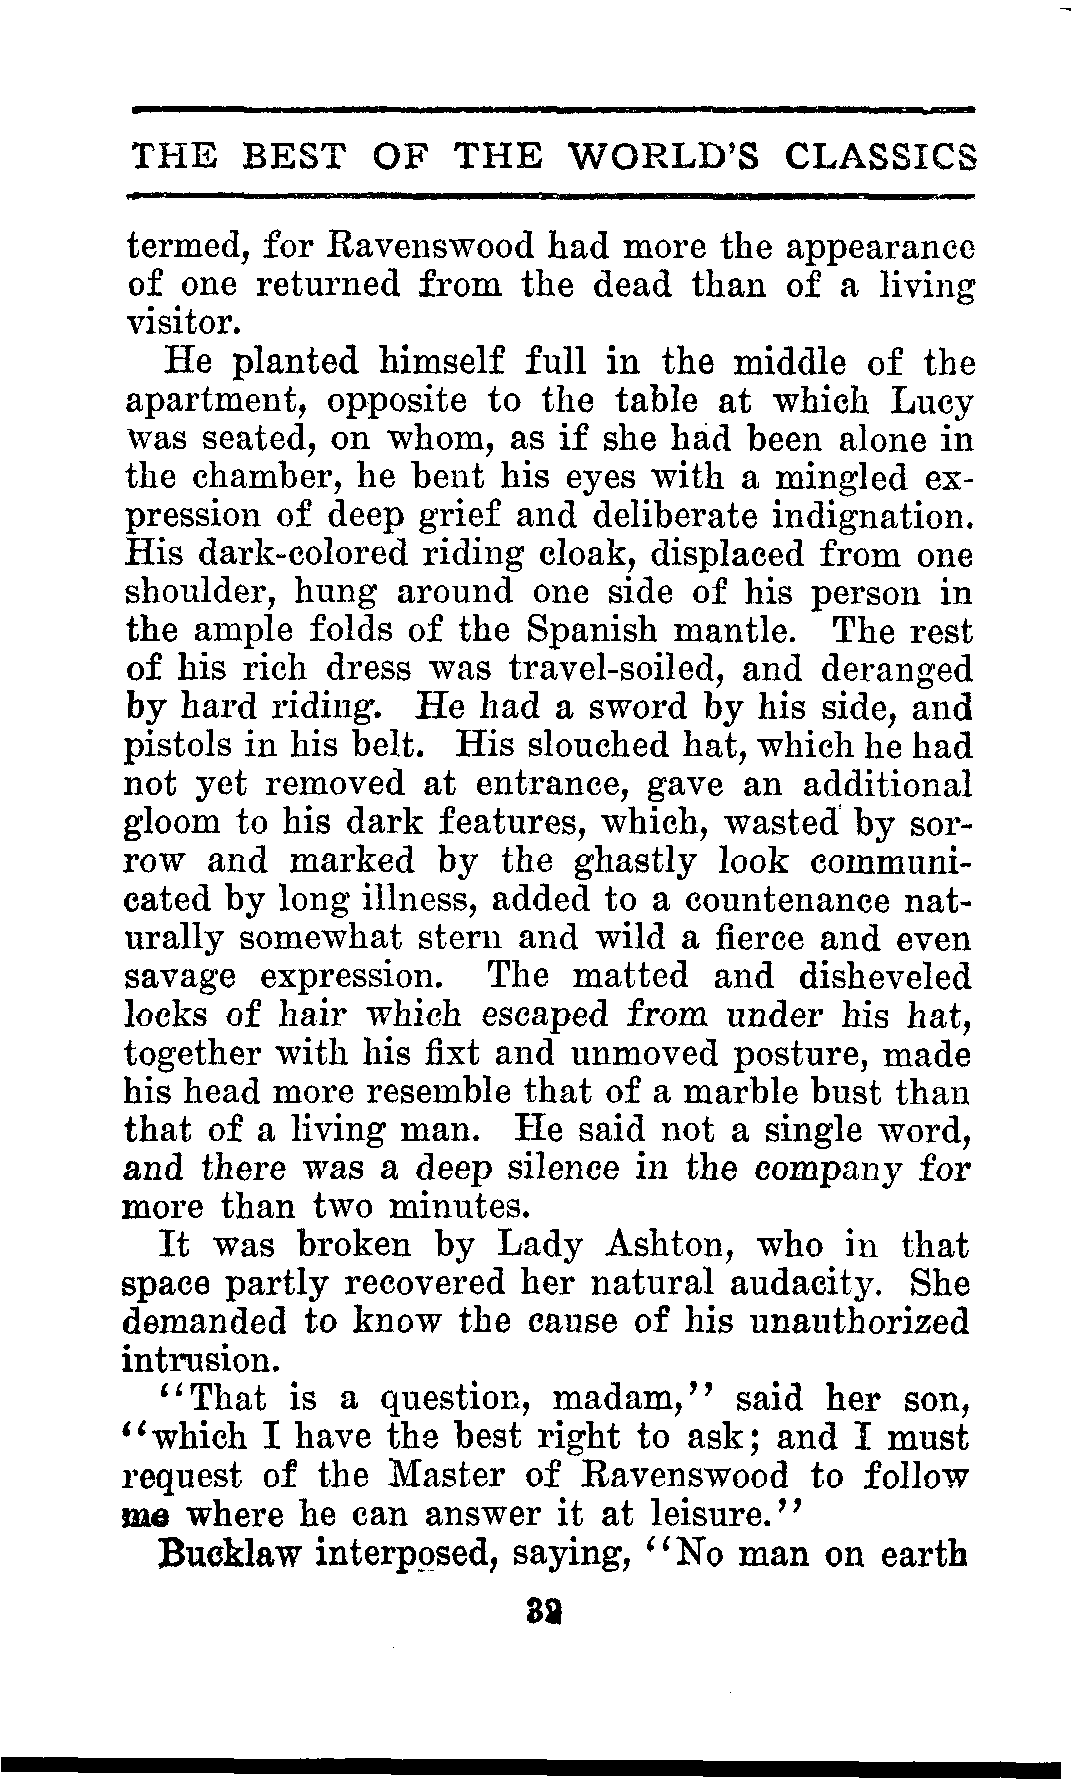 THE BEST OF THE WORLD'S CLASSICS
termed, for Ravenswood had more the appearance
of one returned from the dead than of a living
visitor.
He planted himself full in the middle of the
apartment, opposite to the table at which Lucy
was seated, on whom, as if she had been alone in
the chamber, he bent his eyes with a mingled ex-
pression of deep grief and deliberate indignation.
His dark-colored riding cloak, displaced from one
shoulder, hung around one side of his person in
the ample folds of the Spanish mantle. The rest
of his rich dress was travel-soiled, and deranged
by hard riding. He had a sword by his side, and
pistols in his belt. His slouched hat, which he had
not yet removed at entrance, gave an additional
gloom to his dark features, which, wasted by sor-
row and marked by the ghastly look communi-
cated by long illness, added to a countenance nat-
urally somewhat stern and wild a fierce and even
savage expression. The matted and disheveled
locks of hair which escaped from under his hat,
together with his fixt and unmoved posture, made
his head more resemble that of a marble bust than
that of a living man. He said not a single word,
and there was a deep silence in the company for
more than two minutes.
It was broken by Lady Ashton, who in that
space partly recovered her natural audacity. She
demanded to know the cause of his unauthorized
intrusion.
"That is a question, madam," said her son,
"which I have the best right to ask; and I must
request of the Master of Ravenswood to follow
me where he can answer it at leisure."
Bucklaw interposed, saying, "No man on earth
32